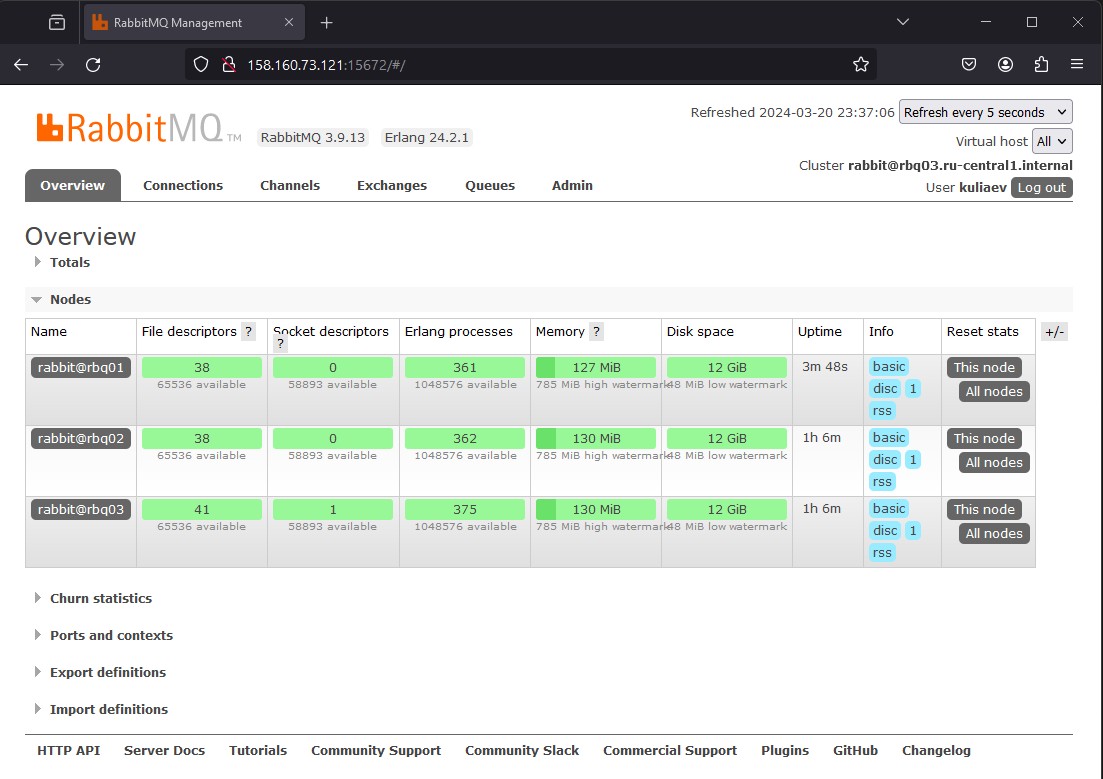 RabbitMQ Management
158.160.73.121:15672/#/
RabbitMQ TM
RabbitMQ 3.9.13 Erlang 24.2.1
Refreshed 2024-03-20 23:37:06 Refresh every 5 seconds
Virtual host All
Cluster rabbit@rbq03.ru-central1.internal
User kuliaev Log out
Overview Connections Channels Exchanges Queues Admin
Overview
Totals
Nodes
Name File descriptors ? Socket descriptors ? Erlang processes Memory ? Disk space Uptime Info Reset stats +/-
rabbit@rbq01 38 0 361 127 MiB 12 GiB 3m 48s basic This node
65536 available 58893 available 1048576 available 785 MiB high watermark 48 MiB low watermark disc 1 All nodes
rss
rabbit@rbq02 38 0 362 130 MiB 12 GiB 1h 6m basic This node
65536 available 58893 available 1048576 available 785 MiB high watermark 48 MiB low watermark disc 1 All nodes
rss
rabbit@rbq03 41 1 375 130 MiB 12 GiB 1h 6m basic This node
65536 available 58893 available 1048576 available 785 MiB high watermark 48 MiB low watermark disc 1 All nodes
rss
Churn statistics
Ports and contexts
Export definitions
Import definitions
HTTP API Server Docs Tutorials Community Support Community Slack Commercial Support Plugins GitHub Changelog